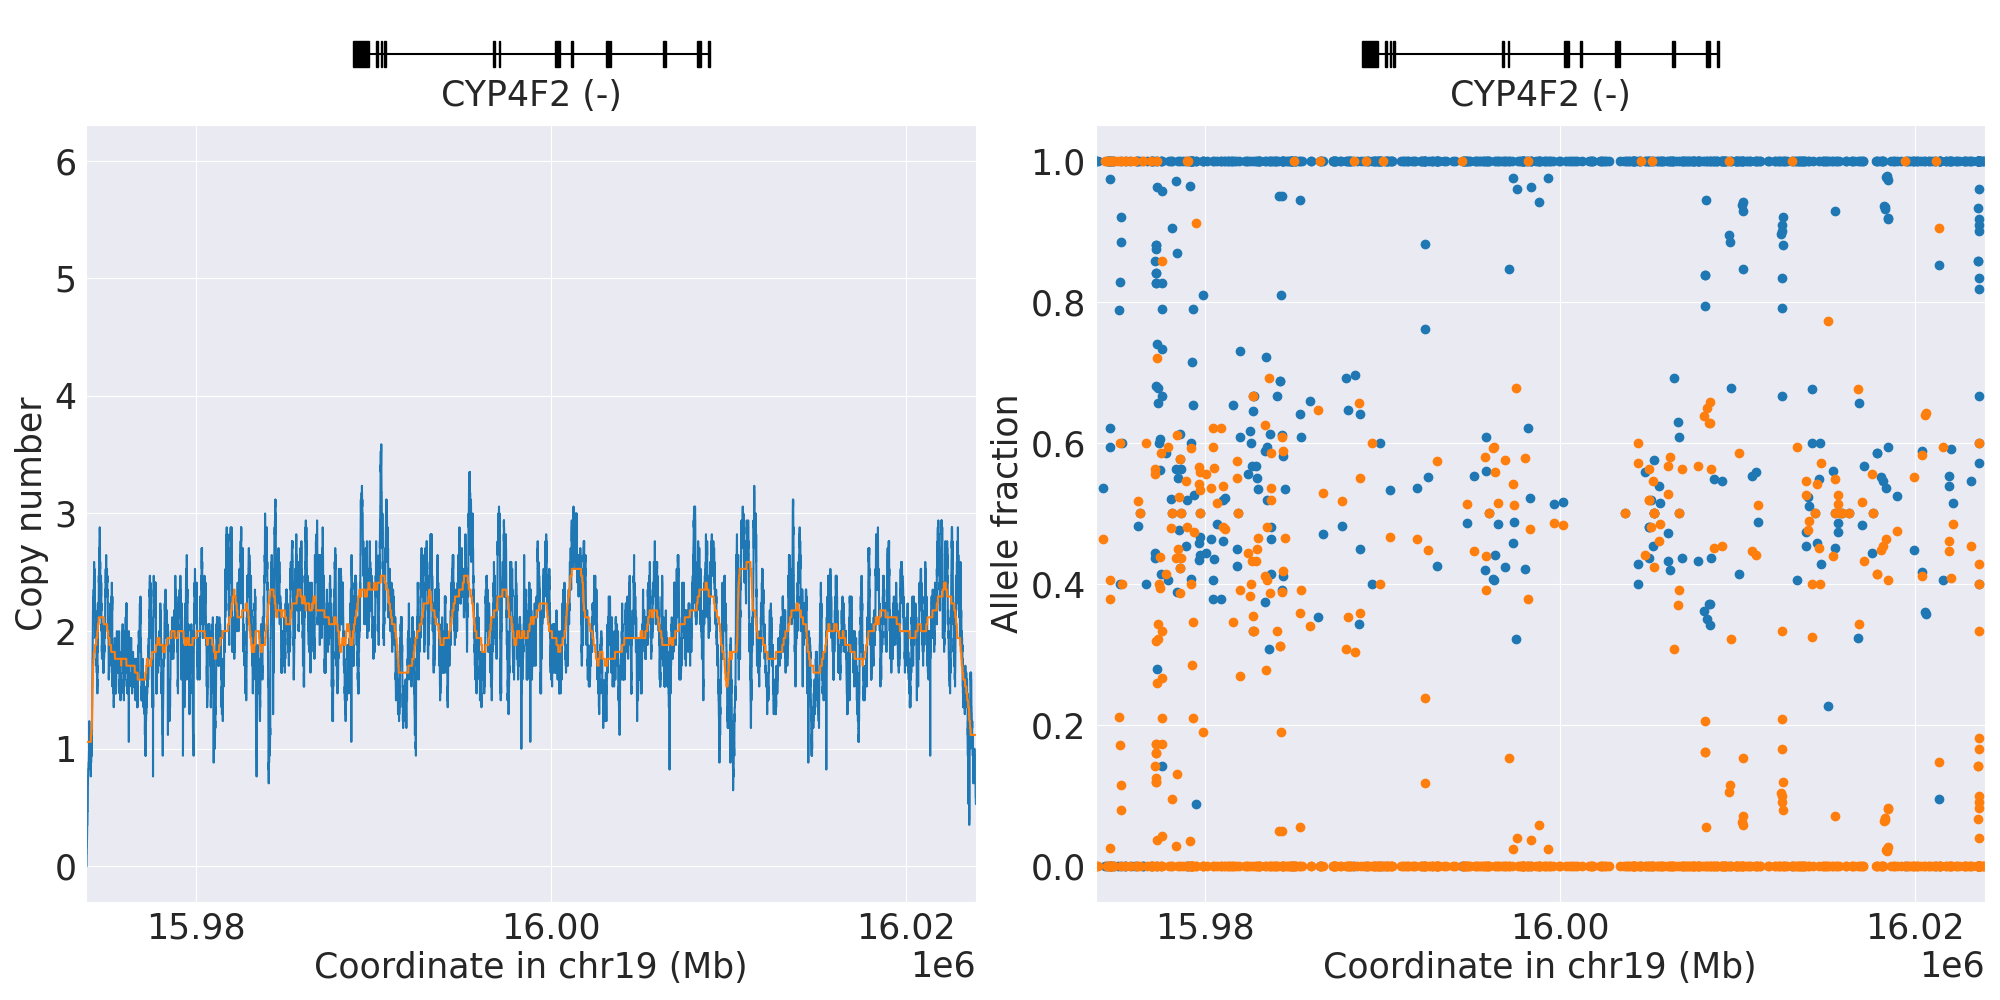 CYP4F2 (-)
6
5
4
3
2
1
0
Copy number
15.98
16.00
16.02
Coordinate in chr19 (Mb)
1e6
CYP4F2 (-)
1.0
0.8
0.6
0.4
0.2
0.0
Allele fraction
15.98
16.00
16.02
Coordinate in chr19 (Mb)
1e6